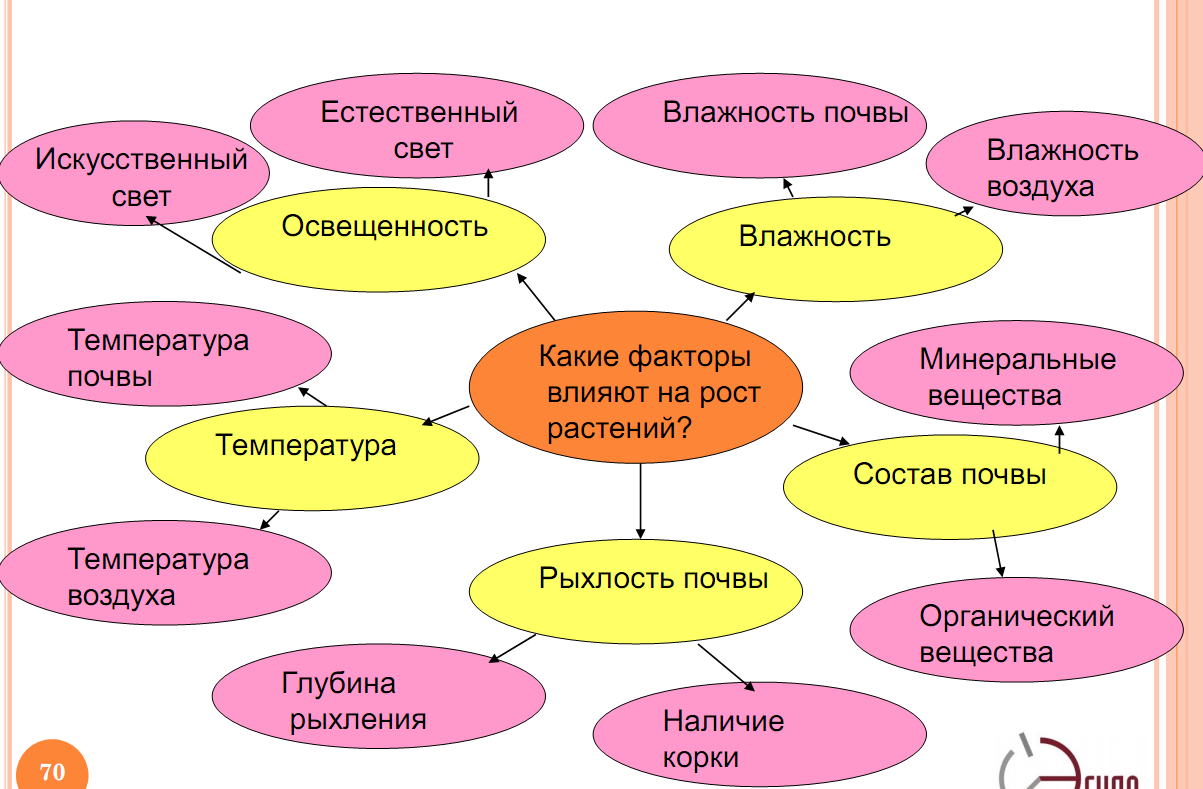 Естественный
свет
Влажность почвы
Искусственный
свет
Влажность
воздуха
Освещенность
Влажность
Температура
почвы
Какие факторы
влияют на рост
растений?
Минеральные
вещества
Температура
Состав почвы
Температура
воздуха
Рыхлость почвы
Органический
вещества
Глубина
рыхления
Наличие
корки
70